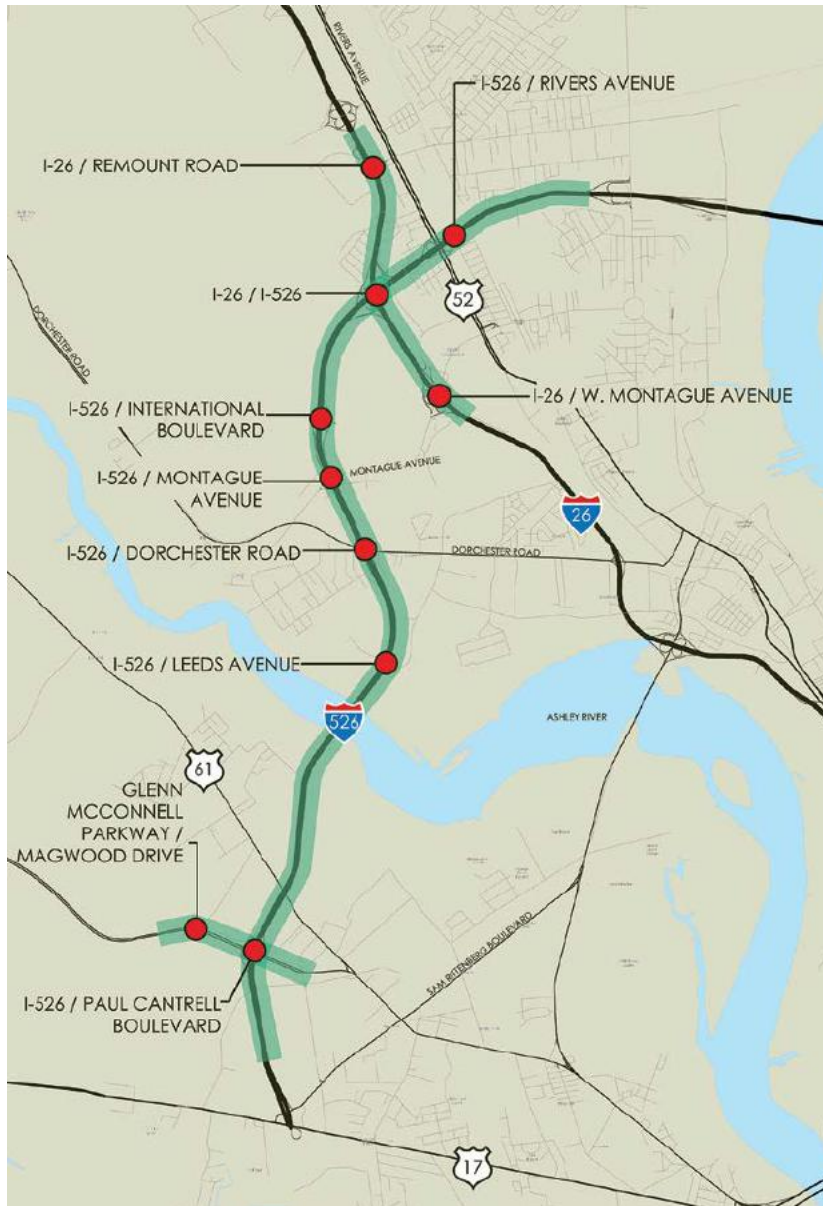 RIVERS AVENUE
I-526 / RIVERS AVENUE
I-26 / REMOUNT ROAD
I-26 / I-526
52
DORCHESTER ROAD
I-526 / INTERNATIONAL
BOULEVARD
I-26 / W. MONTAGUE AVENUE
I-526 / MONTAGUE
AVENUE
MONTAGUE AVENUE
26
I-526 / DORCHESTER ROAD
DORCHESTER ROAD
I-526 / LEEDS AVENUE
526
ASHLEY RIVER
61
GLENN
MCCONNELL
PARKWAY /
MAGWOOD DRIVE
SAM RITTENBERG BOULEVARD
I-526 / PAUL CANTRELL
BOULEVARD
17